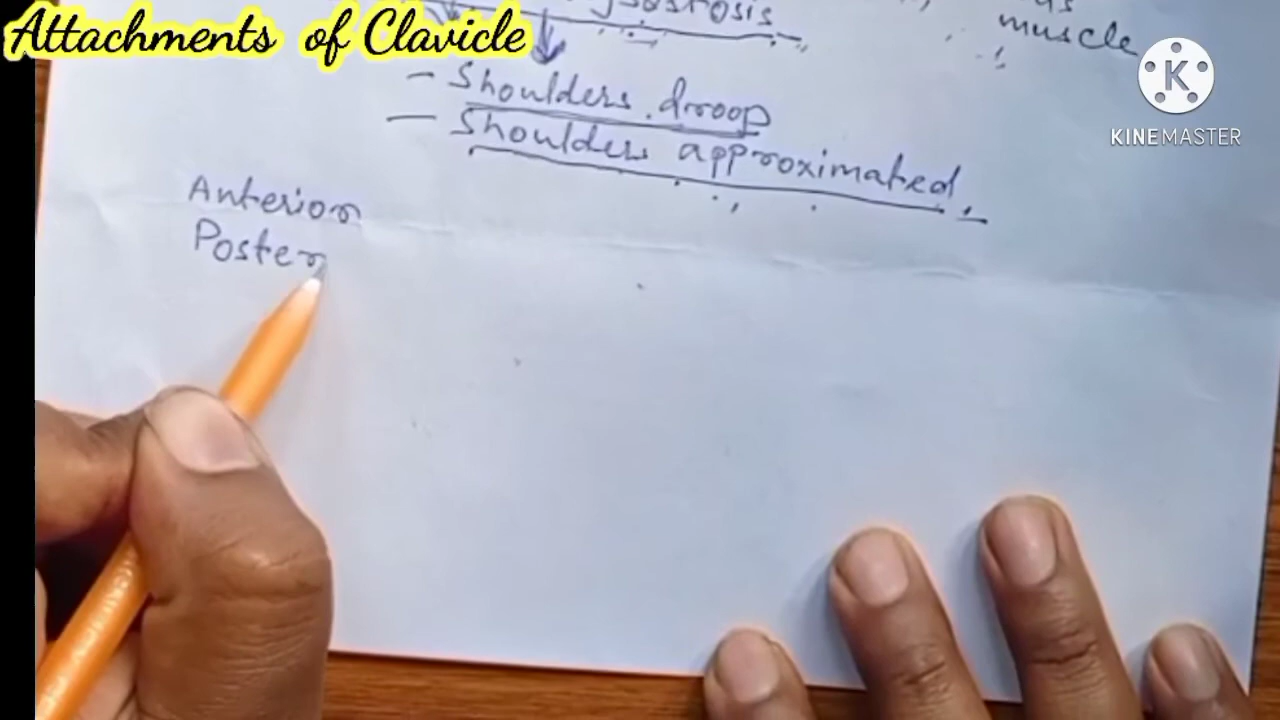 Attachments of Clavicle
muscle
- Shoulders droop
- Shoulders approximated.
Anterior
Poster
KINEMASTER